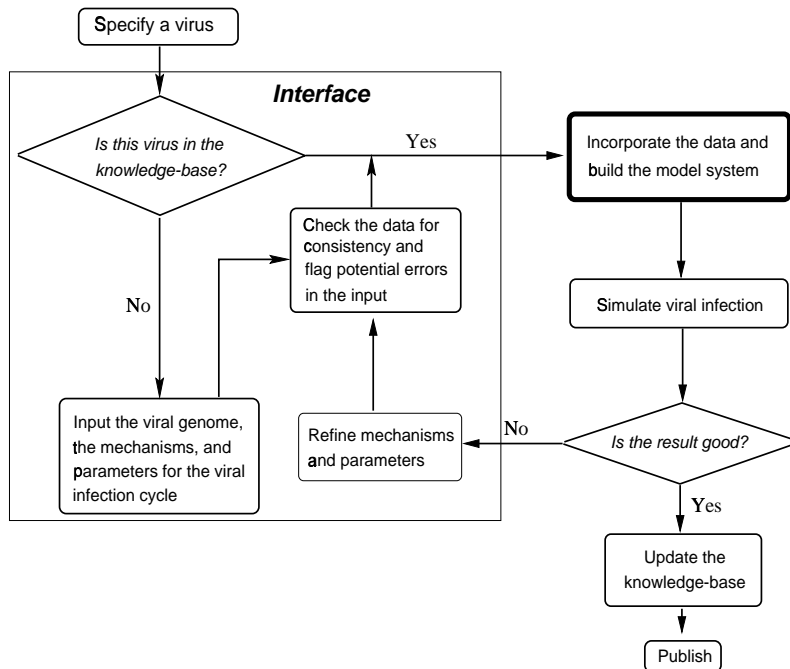 Specify a virus
Interface
Is this virus in the
knowledge-base?
Yes
Incorporate the data and
build the model system
Check the data for
consistency and
flag potential errors
in the input
No
Simulate viral infection
Input the viral genome,
the mechanisms, and
parameters for the viral
infection cycle
Refine mechanisms
and parameters
No
Is the result good?
Yes
Update the
knowledge-base
Publish